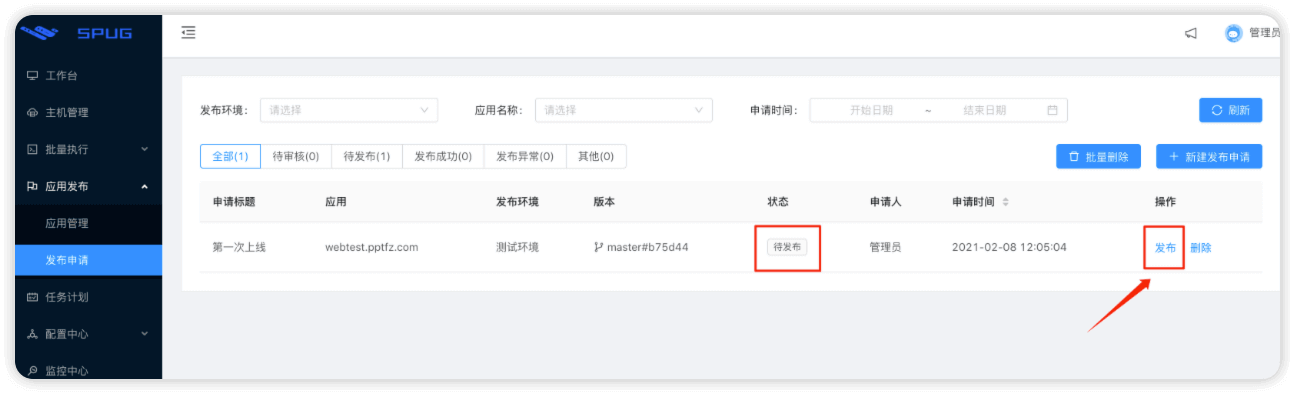 SPUG
管理员
工作台
主机管理
批量执行
应用发布
应用管理
发布申请
任务计划
配置中心
监控中心
发布环境: 请选择 应用名称: 请选择 申请时间: 开始日期 ~ 结束日期 刷新
全部(1) 待审核(0) 待发布(1) 发布成功(0) 发布异常(0) 其他(0) 批量删除 + 新建发布申请
申请标题 应用 发布环境 版本 状态 申请人 申请时间 操作
第一次上线 webtest.pptfz.com 测试环境 master#b75d44 待发布 管理员 2021-02-08 12:05:04 发布 删除